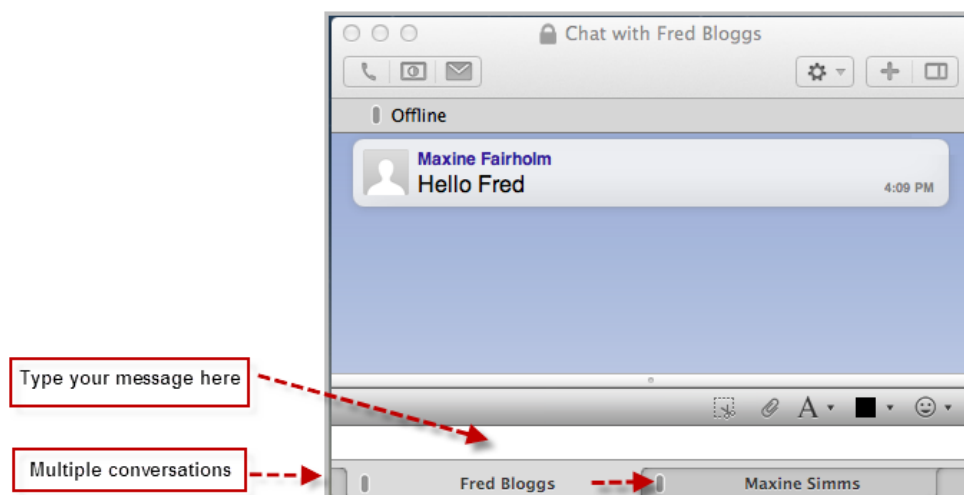 Chat with Fred Bloggs
Offline
Maxine Fairholm
Hello Fred
4:09 PM
Type your message here
A
Multiple conversations
Fred Bloggs
Maxine Simms